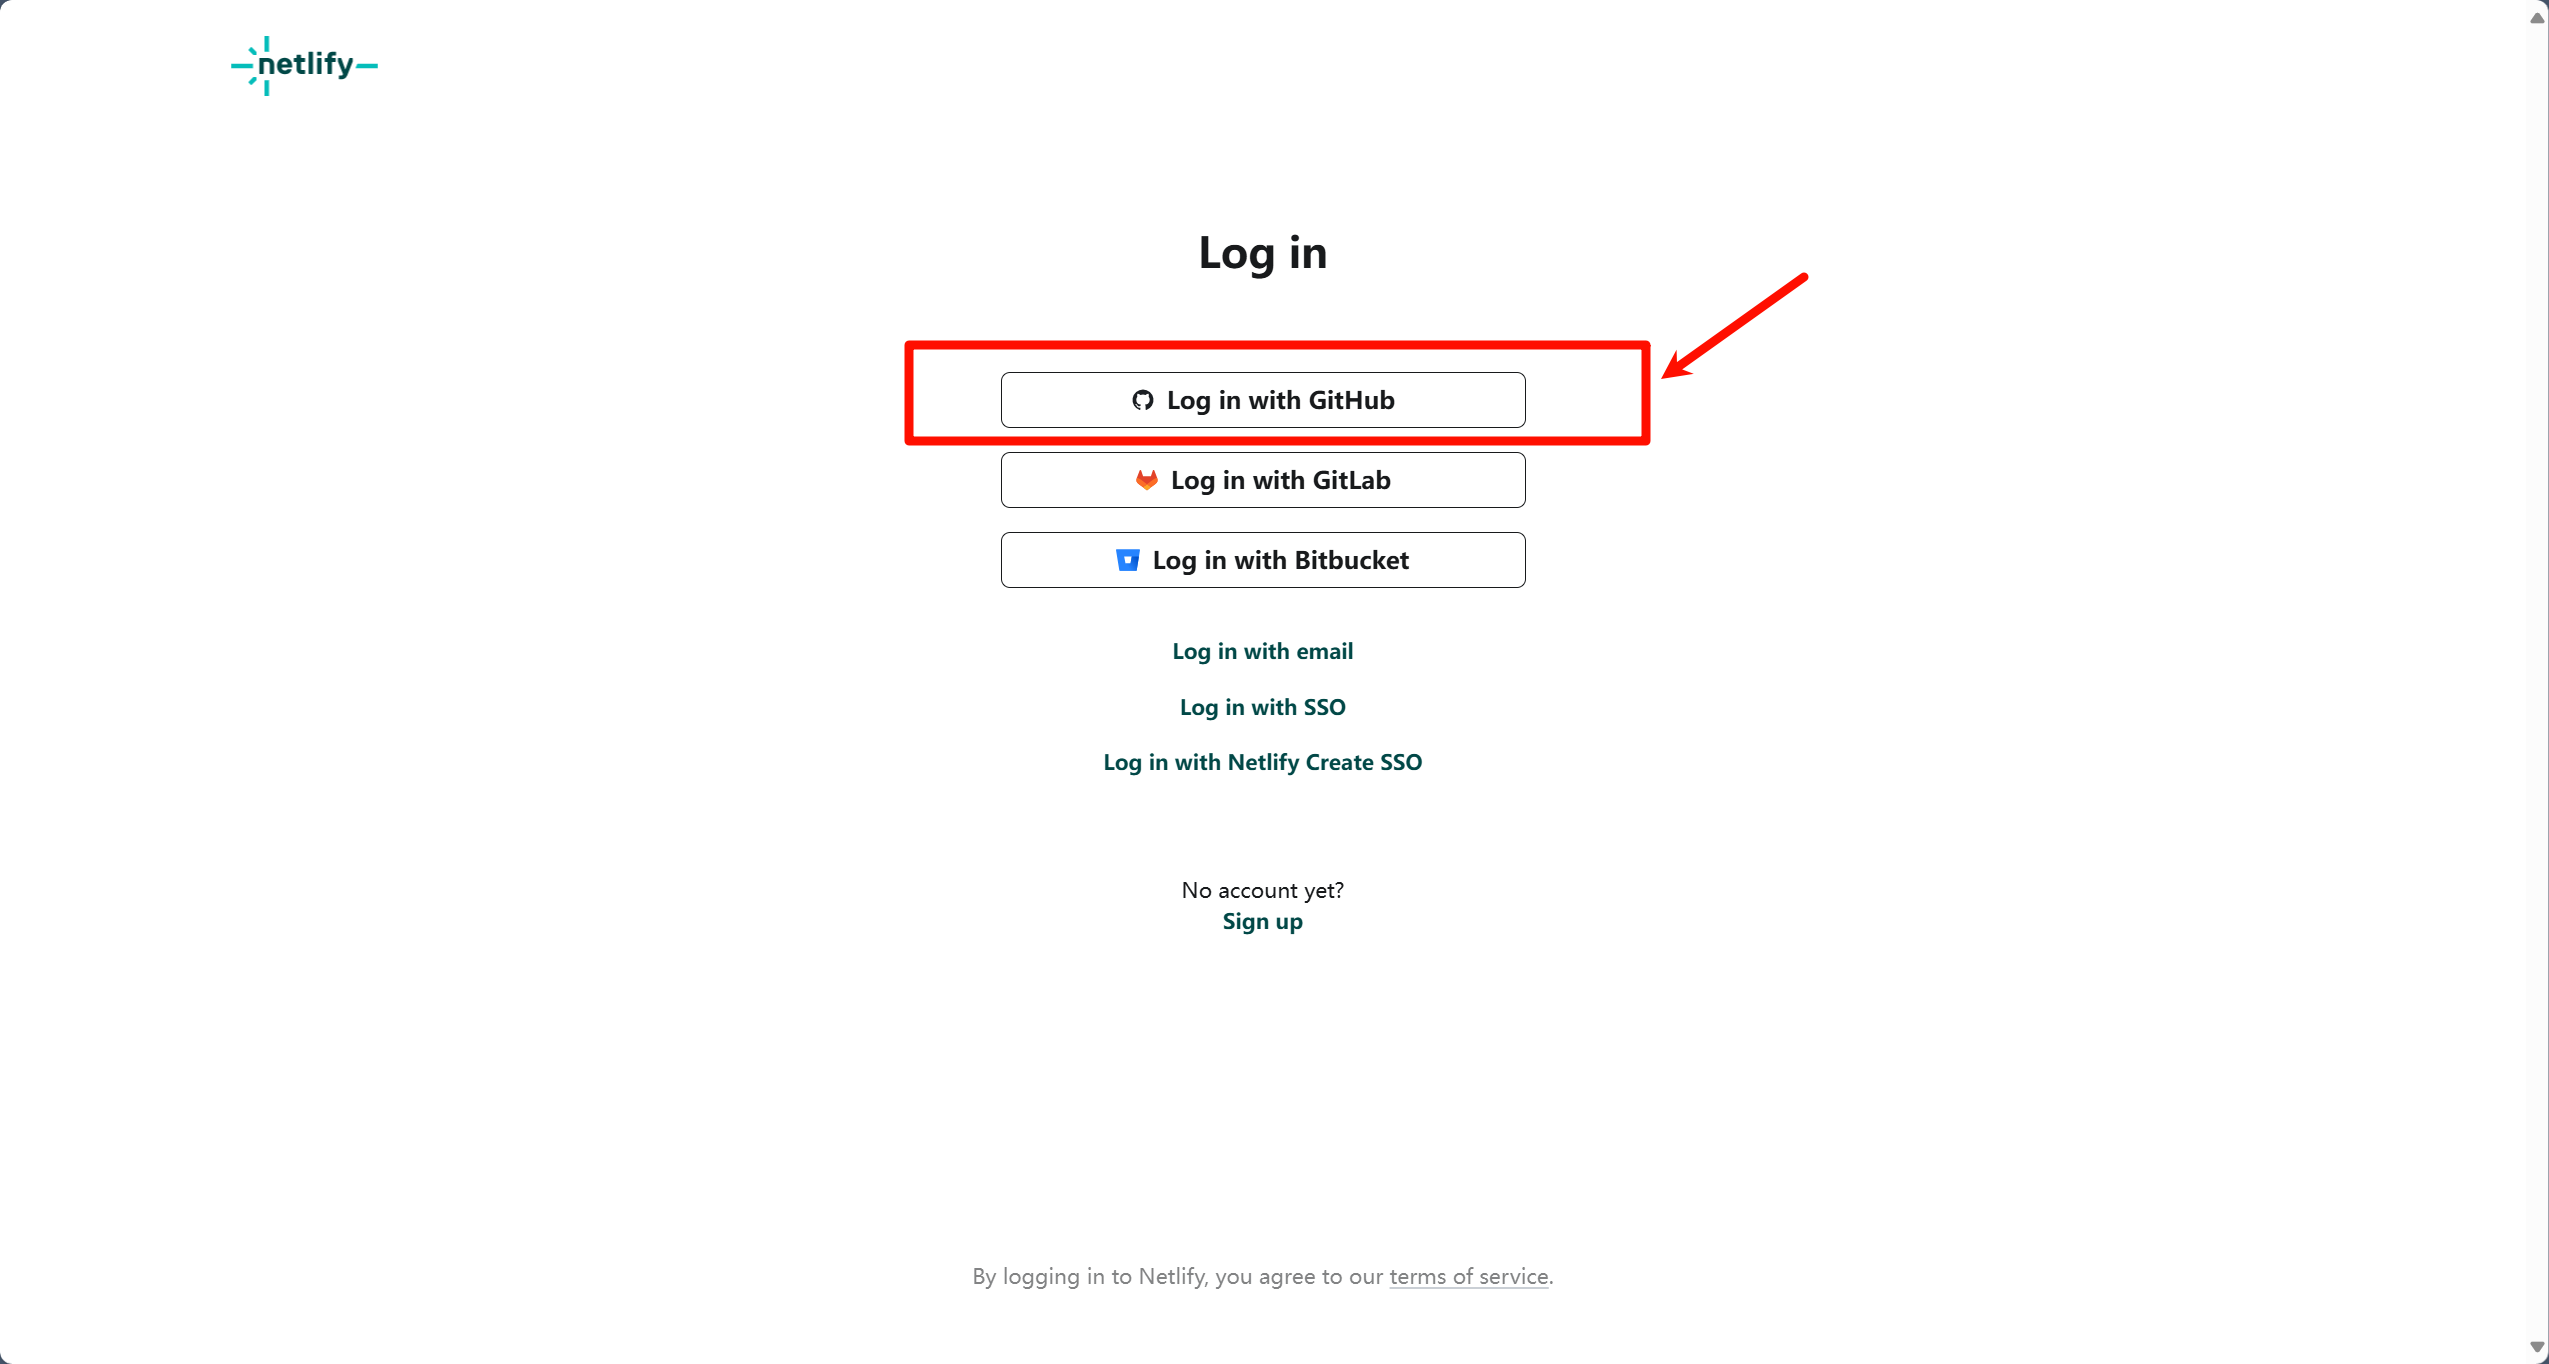 netlify
Log in
Log in with GitHub
Log in with GitLab
Log in with Bitbucket
Log in with email
Log in with SSO
Log in with Netlify Create SSO
No account yet?
Sign up
By logging in to Netlify, you agree to our terms of service.